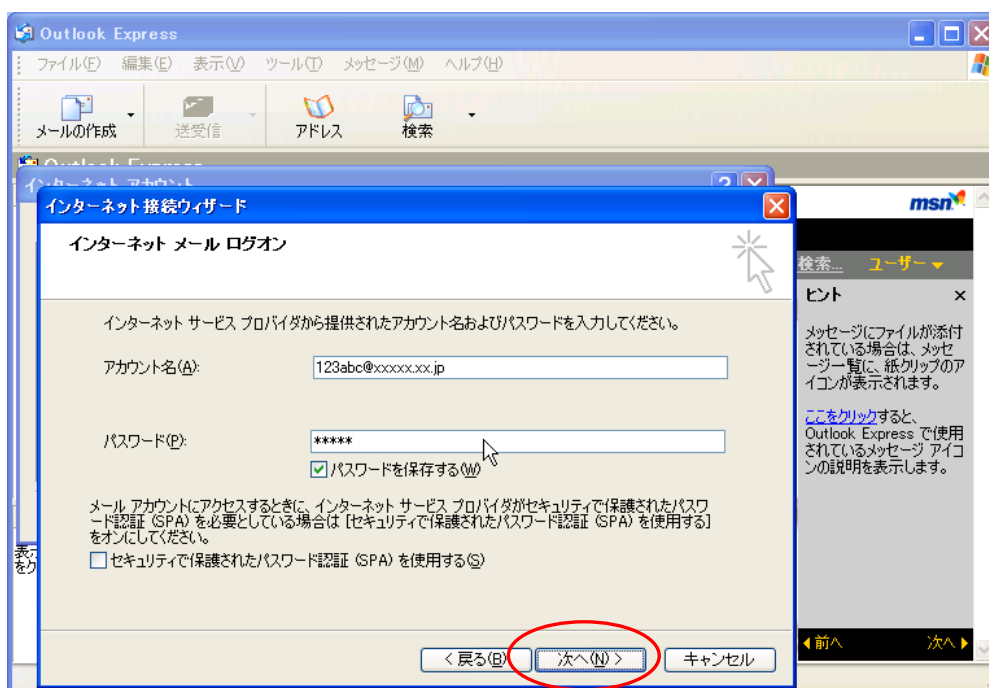 Outlook Express
ファイル(F) 編集(E) 表示(V) ツール(T) メッセージ(M) ヘルプ(H)
メールの作成 送受信 アドレス 検索
Outlook Express
インターネット アカウント
インターネット接続ウィザード
msn
インターネット メール ログオン
検索... ユーザー
ヒント ×
インターネット サービス プロバイダから提供されたアカウント名およびパスワードを入力してください。
アカウント名(A): 123abc@xxxxx.xx.jp
パスワード(P): *****
パスワードを保存する(W)
メール アカウントにアクセスするときに、インターネット サービス プロバイダがセキュリティで保護されたパスワ
ード認証 (SPA) を必要としている場合は [セキュリティで保護されたパスワード認証 (SPA) を使用する]
をオンにしてください。
セキュリティで保護されたパスワード認証 (SPA) を使用する(S)
メッセージにファイルが添付
されている場合は、メッセ
ージ一覧に、紙クリップのア
イコンが表示されます。
ここをクリックすると、
Outlook Express で使用
されているメッセージ アイコ
ンの説明を表示します。
表示
をク
< 戻る(B) 次へ(N) > キャンセル
前へ 次へ